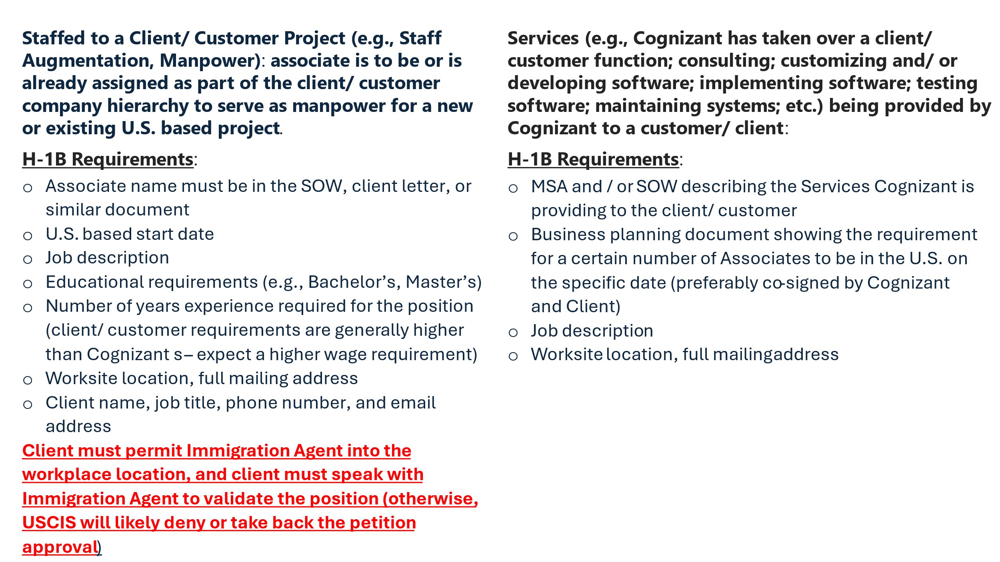 Staffed to a Client/ Customer Project (e.g., Staff
Augmentation, Manpower): associate is to be or is
already assigned as part of the client/ customer
company hierarchy to serve as manpower for a new
or existing U.S. based project.
H-1B Requirements:
o Associate name must be in the SOW, client letter, or
similar document
o U.S. based start date
o Job description
o Educational requirements (e.g., Bachelor’s, Master’s)
o Number of years experience required for the position
(client/ customer requirements are generally higher
than Cognizant s– expect a higher wage requirement)
o Worksite location, full mailing address
o Client name, job title, phone number, and email
address
Client must permit Immigration Agent into the
workplace location, and client must speak with
Immigration Agent to validate the position (otherwise,
USCIS will likely deny or take back the petition
approval)
Services (e.g., Cognizant has taken over a client/
customer function; consulting; customizing and/ or
developing software; implementing software; testing
software; maintaining systems; etc.) being provided by
Cognizant to a customer/ client:
H-1B Requirements:
o MSA and / or SOW describing the Services Cognizant is
providing to the client/ customer
o Business planning document showing the requirement
for a certain number of Associates to be in the U.S. on
the specific date (preferably co-signed by Cognizant
and Client)
o Job description
o Worksite location, full mailingaddress